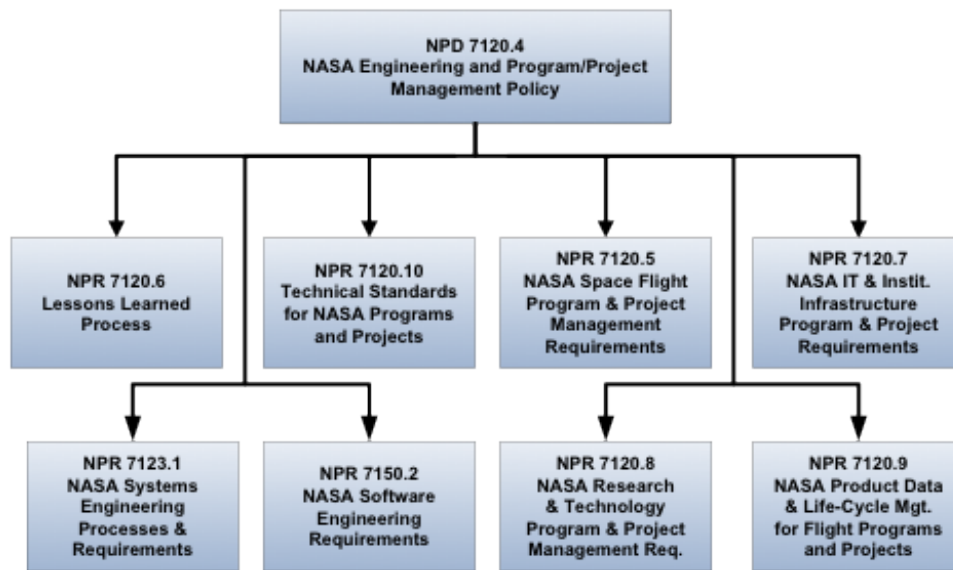 NPD 7120.4
NASA Engineering and Program/Project
Management Policy
NPR 7120.6
Lessons Learned
Process
NPR 7120.10
Technical Standards
for NASA Programs
and Projects
NPR 7120.5
NASA Space Flight
Program & Project
Management
Requirements
NPR 7120.7
NASA IT & Instit.
Infrastructure
Program & Project
Requirements
NPR 7123.1
NASA Systems
Engineering
Processes &
Requirements
NPR 7150.2
NASA Software
Engineering
Requirements
NPR 7120.8
NASA Research
& Technology
Program & Project
Management Req.
NPR 7120.9
NASA Product Data
& Life-Cycle Mgt.
for Flight Programs
and Projects